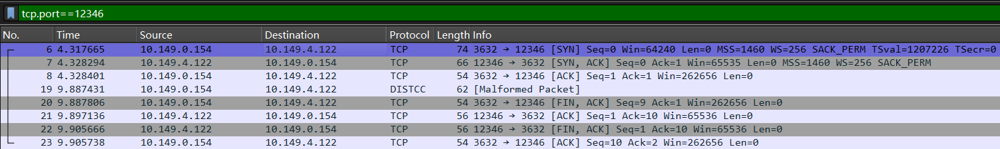 tcp.port==12346
No. Time Source Destination Protocol Length Info
6 4.317665 10.149.0.154 10.149.4.122 TCP 74 3632 → 12346 [SYN] Seq=0 Win=64240 Len=0 MSS=1460 WS=256 SACK_PERM TSval=1207226 TSecr=0
7 4.328294 10.149.4.122 10.149.0.154 TCP 66 12346 → 3632 [SYN, ACK] Seq=0 Ack=1 Win=65535 Len=0 MSS=1460 WS=256 SACK_PERM
8 4.328401 10.149.0.154 10.149.4.122 TCP 54 3632 → 12346 [ACK] Seq=1 Ack=1 Win=262656 Len=0
19 9.887431 10.149.0.154 10.149.4.122 DISTCC 62 [Malformed Packet]
20 9.887806 10.149.0.154 10.149.4.122 TCP 54 3632 → 12346 [FIN, ACK] Seq=9 Ack=1 Win=262656 Len=0
21 9.897136 10.149.4.122 10.149.0.154 TCP 56 12346 → 3632 [ACK] Seq=1 Ack=10 Win=65536 Len=0
22 9.905666 10.149.4.122 10.149.0.154 TCP 56 12346 → 3632 [FIN, ACK] Seq=1 Ack=10 Win=65536 Len=0
23 9.905738 10.149.0.154 10.149.4.122 TCP 54 3632 → 12346 [ACK] Seq=10 Ack=2 Win=262656 Len=0